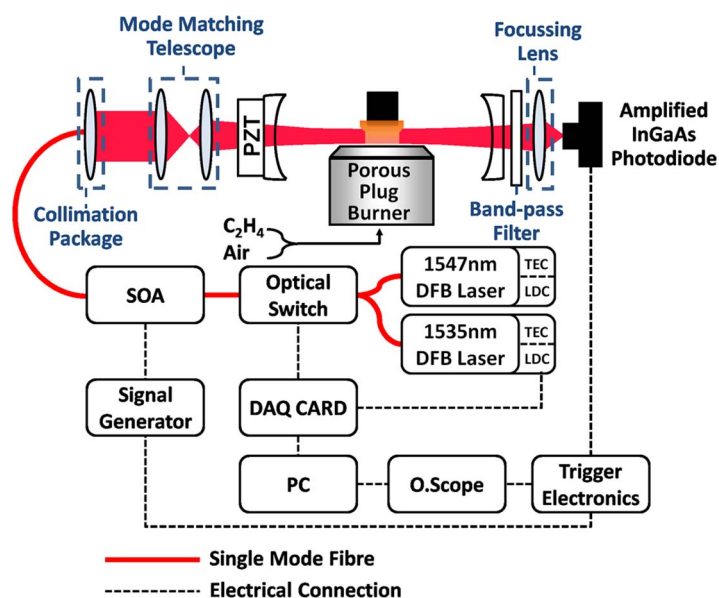 Mode Matching
Telescope
Focussing
Lens
PZT
Amplified
InGaAs
Photodiode
Porous
Plug
Burner
Collimation
Package
Band-pass
Filter
C₂H₄
Air
SOA
Optical
Switch
1547nm
DFB Laser
TEC
LDC
1535nm
DFB Laser
TEC
LDC
Signal
Generator
DAQ CARD
PC
O.Scope
Trigger
Electronics
Single Mode Fibre
Electrical Connection